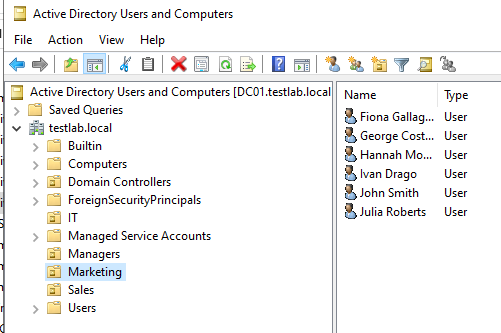 Active Directory Users and Computers
File Action View Help
Active Directory Users and Computers [DC01.testlab.local
Saved Queries
testlab.local
Builtin
Computers
Domain Controllers
ForeignSecurityPrincipals
IT
Managed Service Accounts
Managers
Marketing
Sales
Users
Name Type
Fiona Gallag... User
George Cost... User
Hannah Mo... User
Ivan Drago User
John Smith User
Julia Roberts User